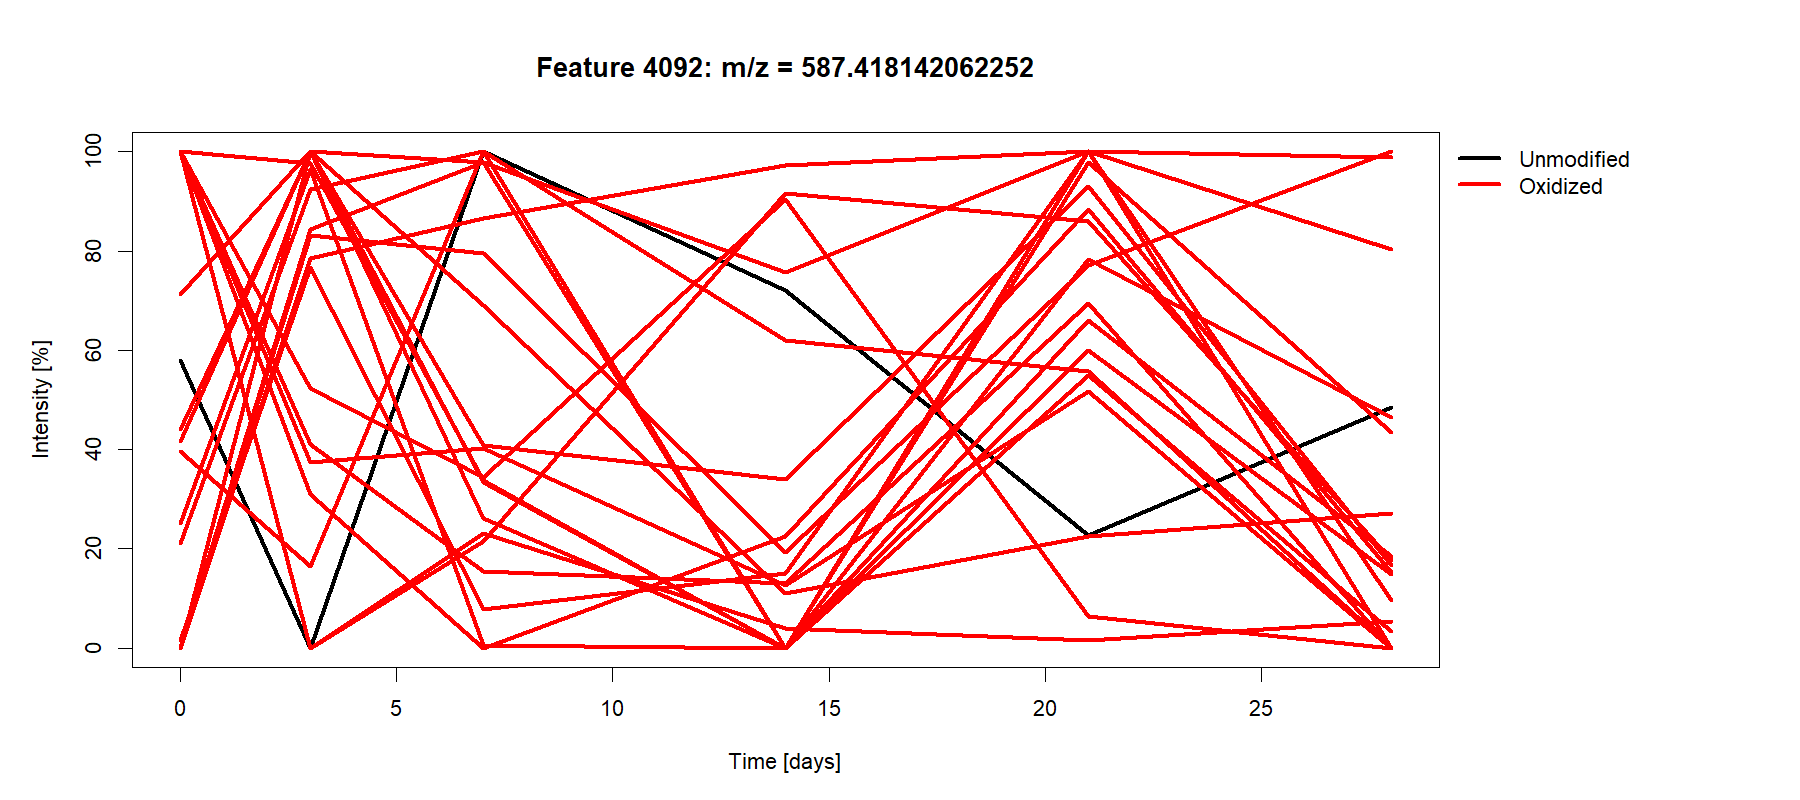 Feature 4092: m/z = 587.418142062252
Unmodified
Oxidized
Intensity [%]
100
80
60
40
20
0
0 5 10 15 20 25
Time [days]